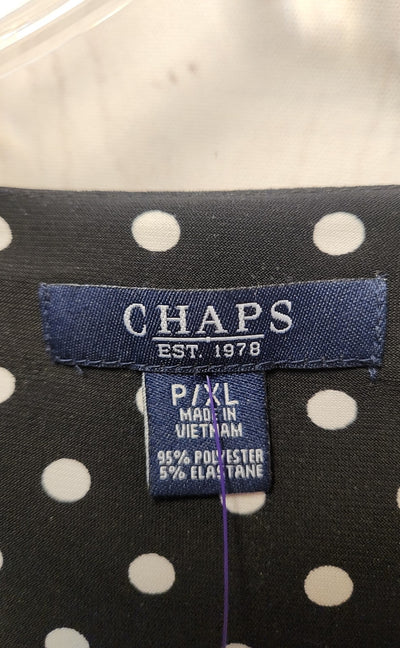 CHAPS
EST. 1978
P/XL
MADE IN
VIETNAM
95% POLYESTER
5% ELASTANE